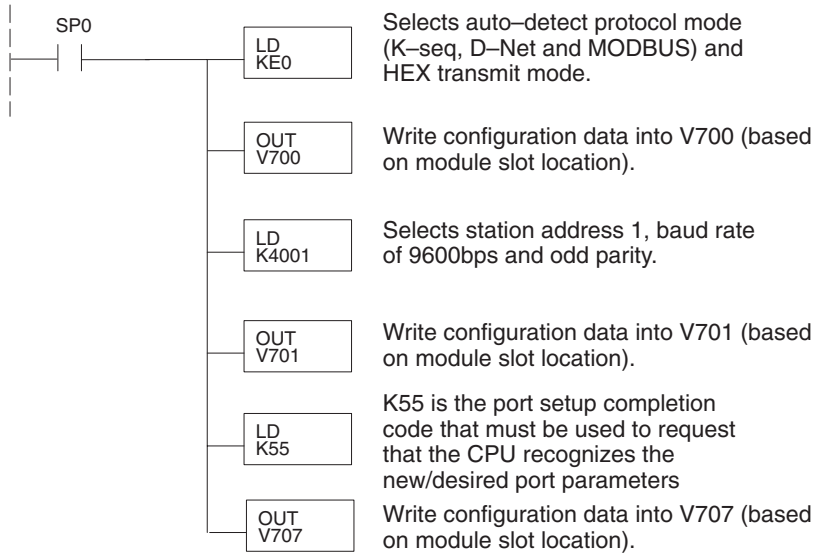 SP0
LD
KE0
Selects auto–detect protocol mode
(K–seq, D–Net and MODBUS) and
HEX transmit mode.
OUT
V700
Write configuration data into V700 (based
on module slot location).
LD
K4001
Selects station address 1, baud rate
of 9600bps and odd parity.
OUT
V701
Write configuration data into V701 (based
on module slot location).
LD
K55
K55 is the port setup completion
code that must be used to request
that the CPU recognizes the
new/desired port parameters
OUT
V707
Write configuration data into V707 (based
on module slot location).